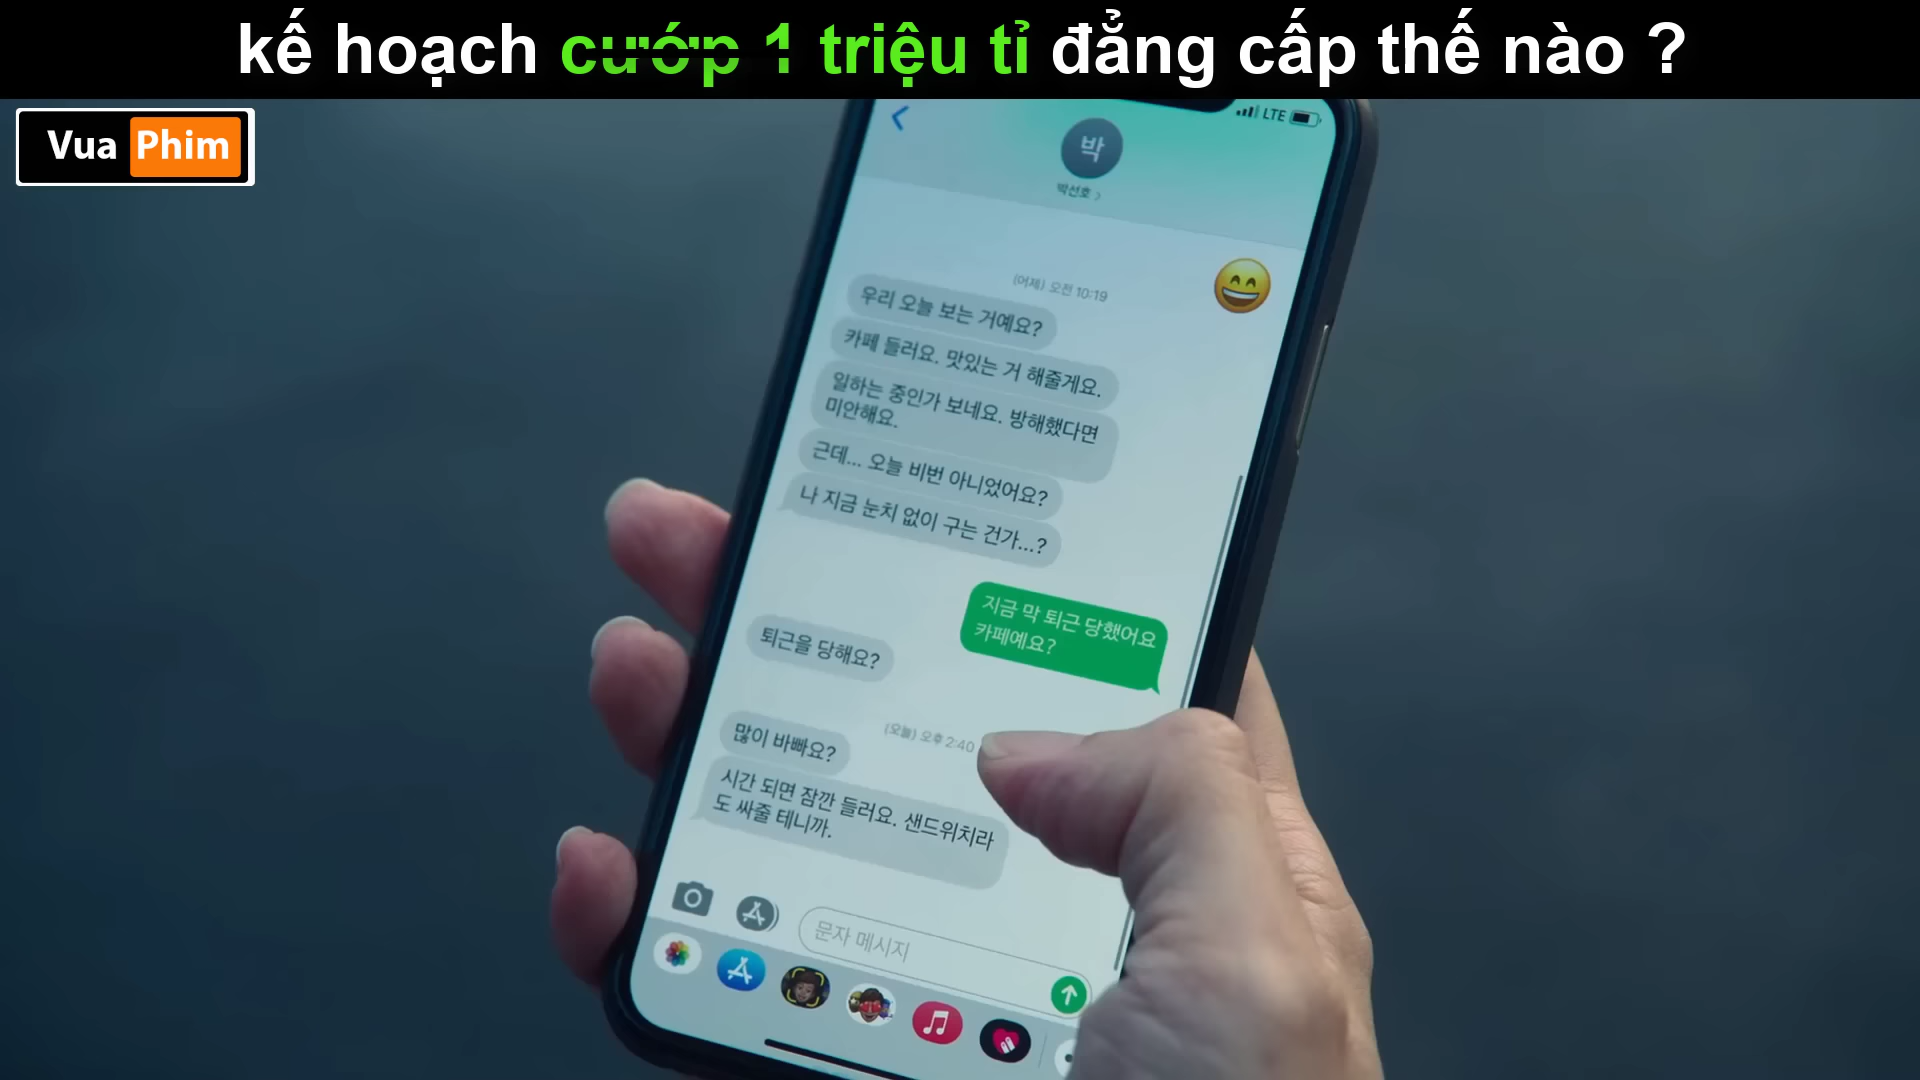 kế hoạch cướp 1 triệu tỉ đẳng cấp thế nào ?
Vua Phim
LTE
박
박선호 >
(어제) 오전 10:19
우리 오늘 보는 거예요?
카페 들러요. 맛있는 거 해줄게요.
일하는 중인가 보네요. 방해했다면
미안해요.
근데... 오늘 비번 아니었어요?
나 지금 눈치 없이 구는 건가...?
지금 막 퇴근 당했어요
카페예요?
퇴근을 당해요?
(오늘) 오후 2:40
많이 바빠요?
시간 되면 잠깐 들러요. 샌드위치라
도 싸줄 테니까.
문자 메시지